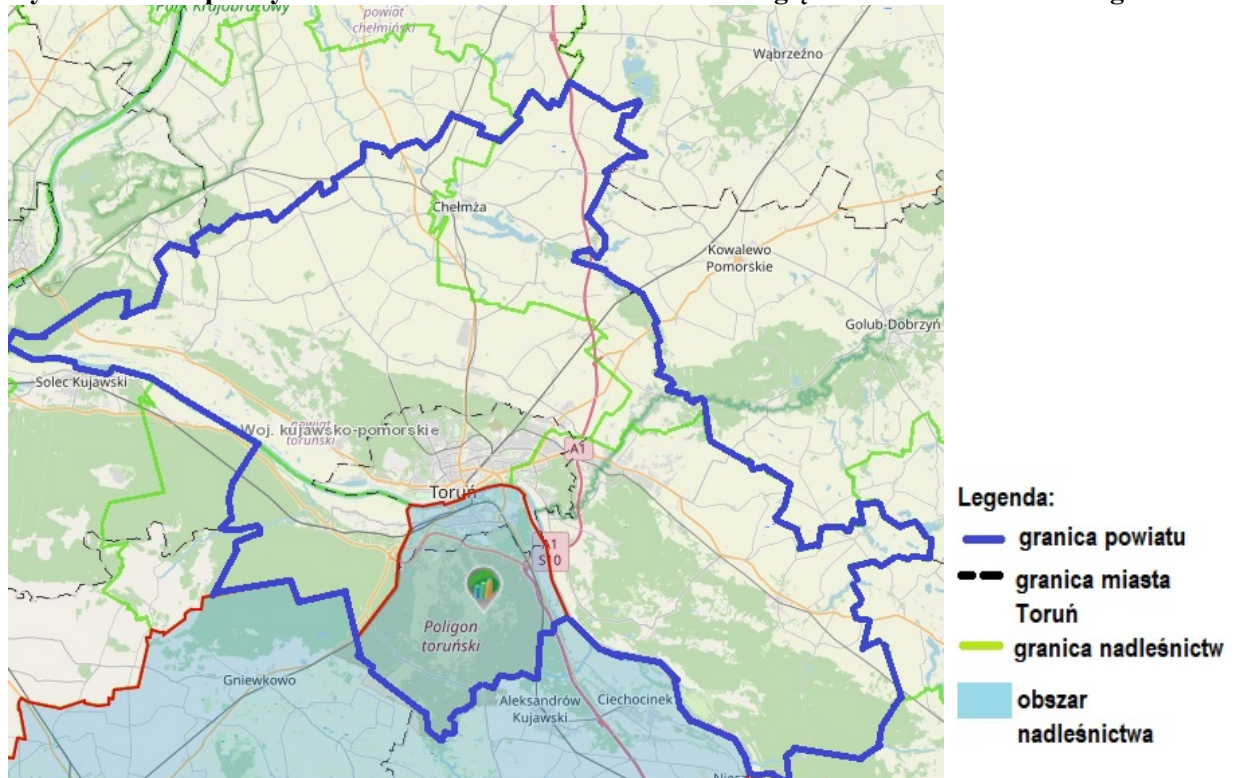 Park Krajobrazowy
powiat
chełmiński
Wąbrzeźno
Chełmża
Kowalewo
Pomorskie
Golub-Dobrzyń
Solec Kujawski
Woj. kujawsko-pomorskie
powiat
toruński
A1
Toruń
A1
S10
Poligon
toruński
Gniewkowo
Aleksandrów
Kujawski
Ciechocinek
Legenda:
granica powiatu
granica miasta
Toruń
granica nadleśnictw
obszar
nadleśnictwa